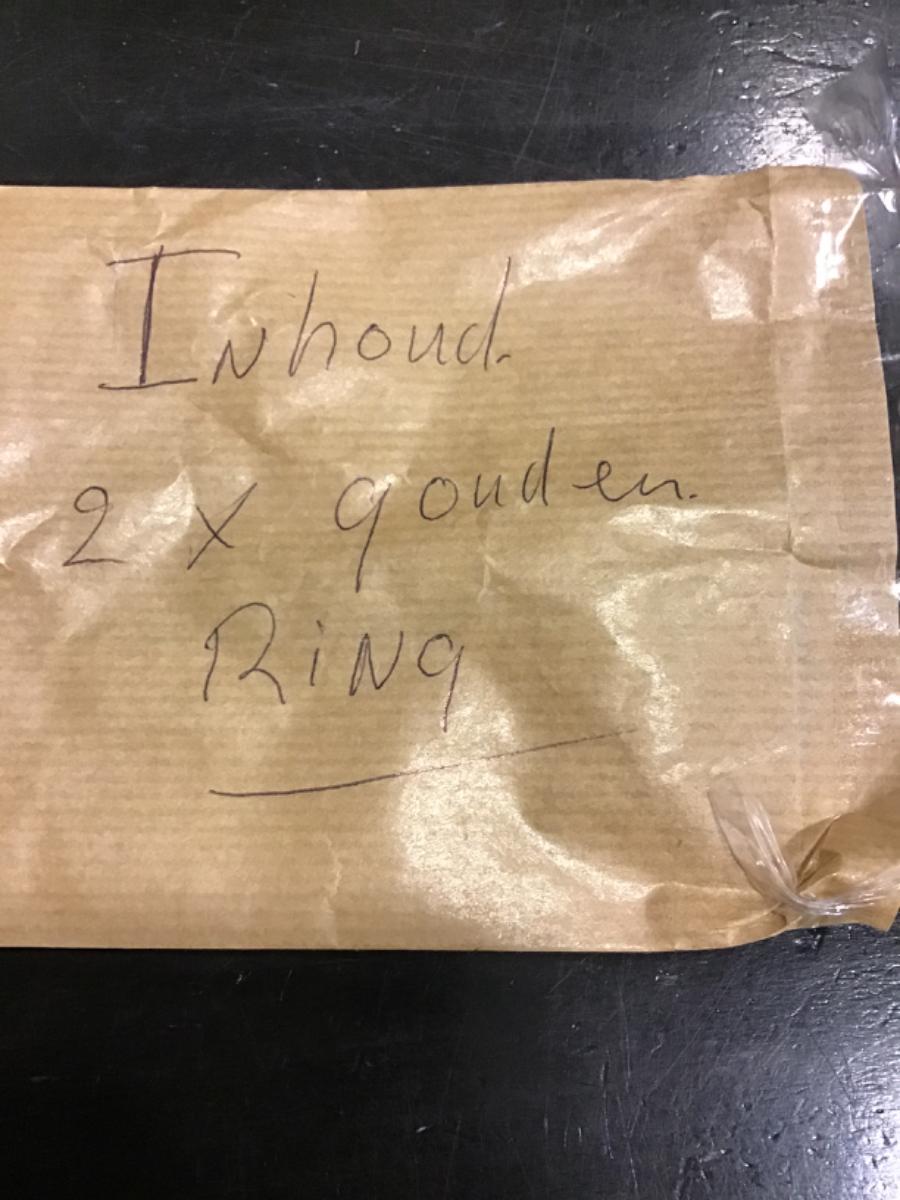 Inhoud.
2 X gouden.
RiNg